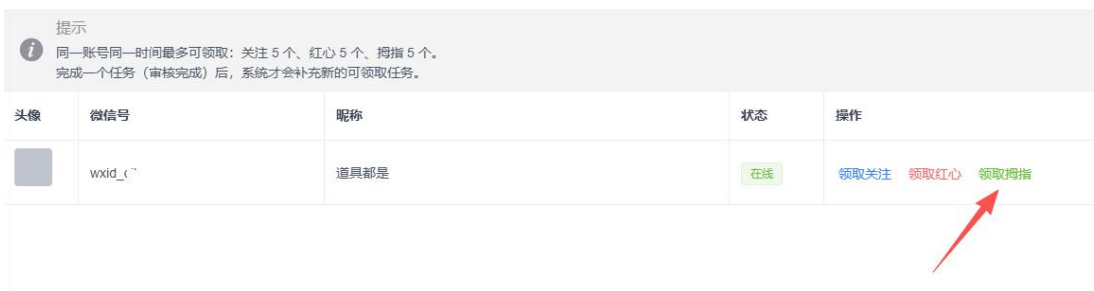 提示
同一账号同一时间最多可领取：关注 5 个、红心 5 个、拇指 5 个。
完成一个任务（审核完成）后，系统才会补充新的可领取任务。
头像 微信号 昵称 状态 操作
道具都是 在线 领取关注 领取红心 领取拇指